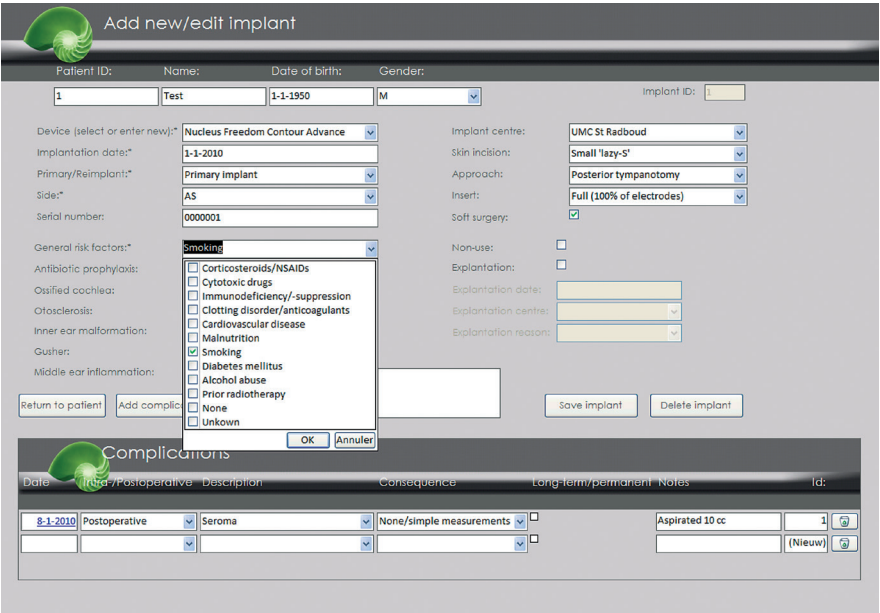 Add new/edit implant
Patient ID: Name: Date of birth: Gender:
1 Test 1-1-1950 M Implant ID: 1
Device (select or enter new):* Nucleus Freedom Contour Advance Implant centre: UMC St Radboud
Implantation date:* 1-1-2010 Skin incision: Small 'lazy-S'
Primary/Reimplant:* Primary implant Approach: Posterior tympanotomy
Side:* AS Insert: Full (100% of electrodes)
Serial number: 0000001 Soft surgery:
General risk factors:* Smoking Non-use:
Antibiotic prophylaxis: Corticosteroids/NSAIDs Explantation:
Cytotoxic drugs
Ossified cochlea: Immunodeficiency/-suppression Explantation date:
Otosclerosis: Clotting disorder/anticoagulants Explantation centre:
Inner ear malformation: Cardiovascular disease Explantation reason:
Malnutrition
Gusher: Smoking
Middle ear inflammation: Diabetes mellitus
Alcohol abuse
Prior radiotherapy
Return to patient Add complic None Save implant Delete implant
Unkown
OK Annuler
Complications
Date Intra-/Postoperative Description Consequence Long-term/permanent Notes Id:
8-1-2010 Postoperative Seroma None/simple measurements Aspirated 10 cc 1
(Nieuw)